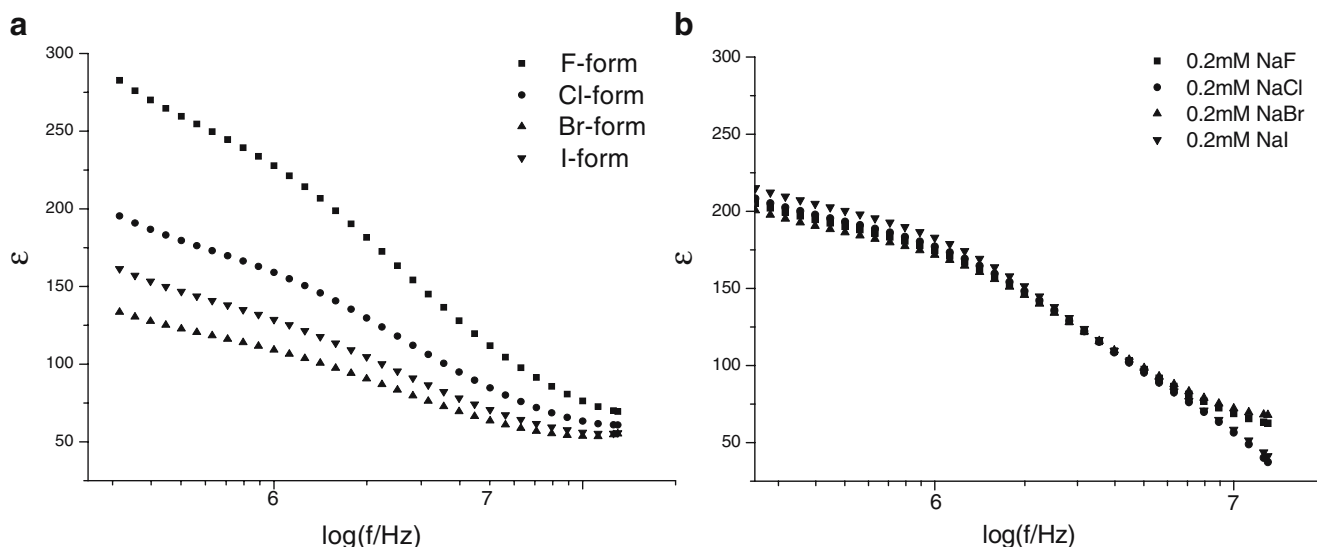 a
300
250
200
150
100
50
ε
6
7
log(f/Hz)
F-form
Cl-form
Br-form
I-form
b
300
250
200
150
100
50
ε
6
7
log(f/Hz)
0.2mM NaF
0.2mM NaCl
0.2mM NaBr
0.2mM NaI